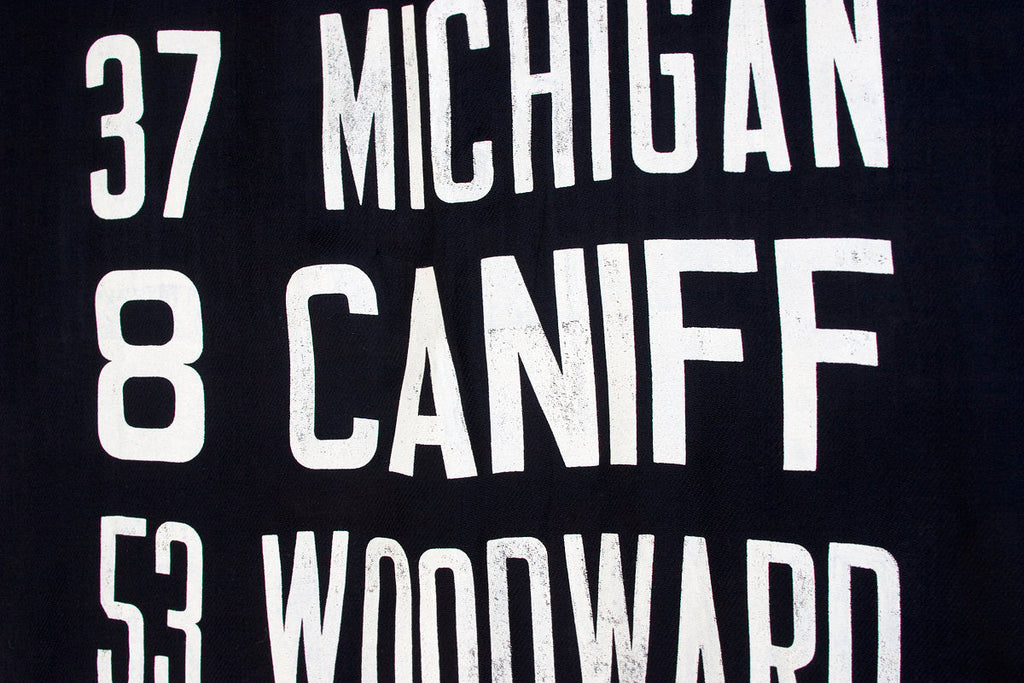 37 MICHIGAN
8 CANIFF
53 WOODWARD